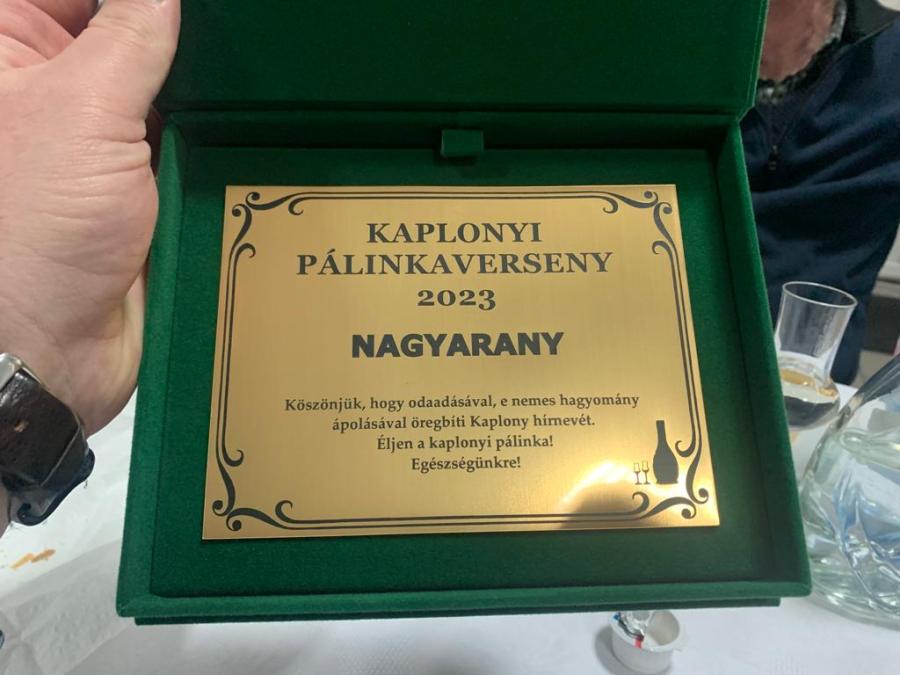 KAPLONYI
PÁLINKAVERSENY
2023
NAGYARANY
Köszönjük, hogy odaadásával, e nemes hagyomány
ápolásával öregbíti Kaplony hírnevét.
Éljen a kaplonyi pálinka!
Egészségünkre!